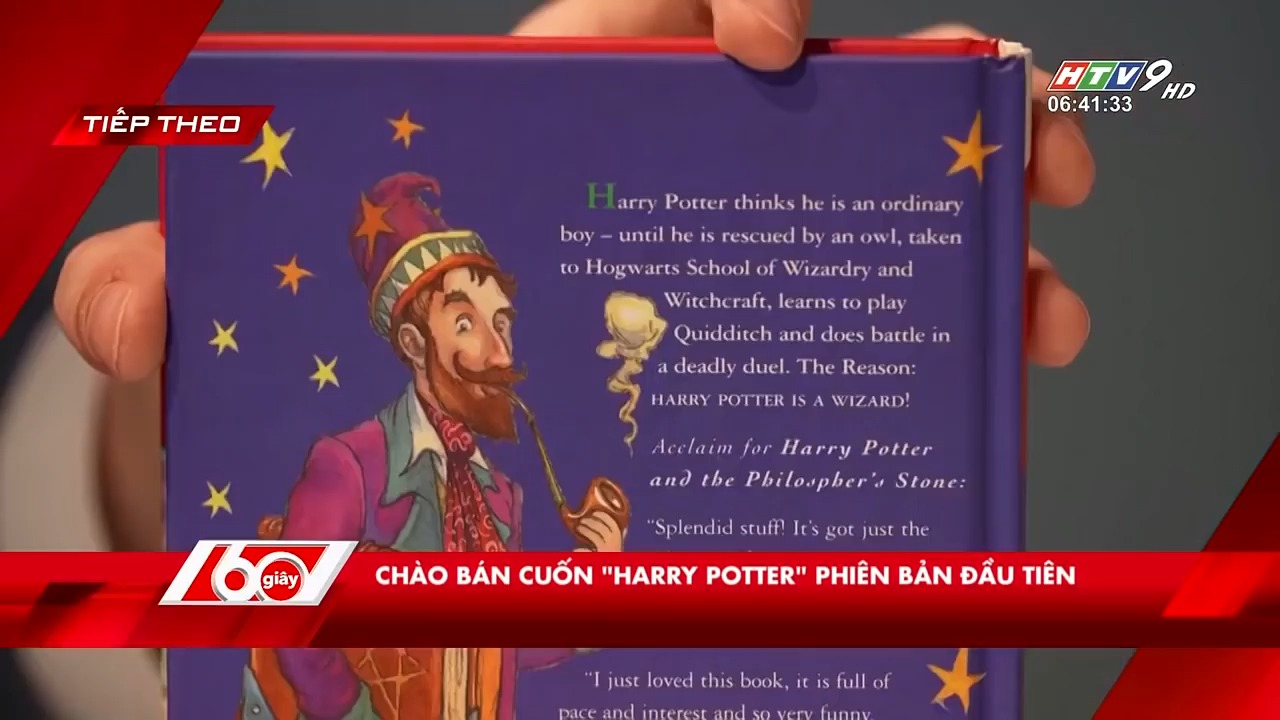 TIẾP THEO
HTV9 HD
06:41:33
Harry Potter thinks he is an ordinary
boy – until he is rescued by an owl, taken
to Hogwarts School of Wizardry and
Witchcraft, learns to play
Quidditch and does battle in
a deadly duel. The Reason:
HARRY POTTER IS A WIZARD!
Acclaim for Harry Potter
and the Philospher's Stone:
"Splendid stuff! It's got just the
60 giây
CHÀO BÁN CUỐN "HARRY POTTER" PHIÊN BẢN ĐẦU TIÊN
"I just loved this book, it is full of
pace and interest and so very funny.